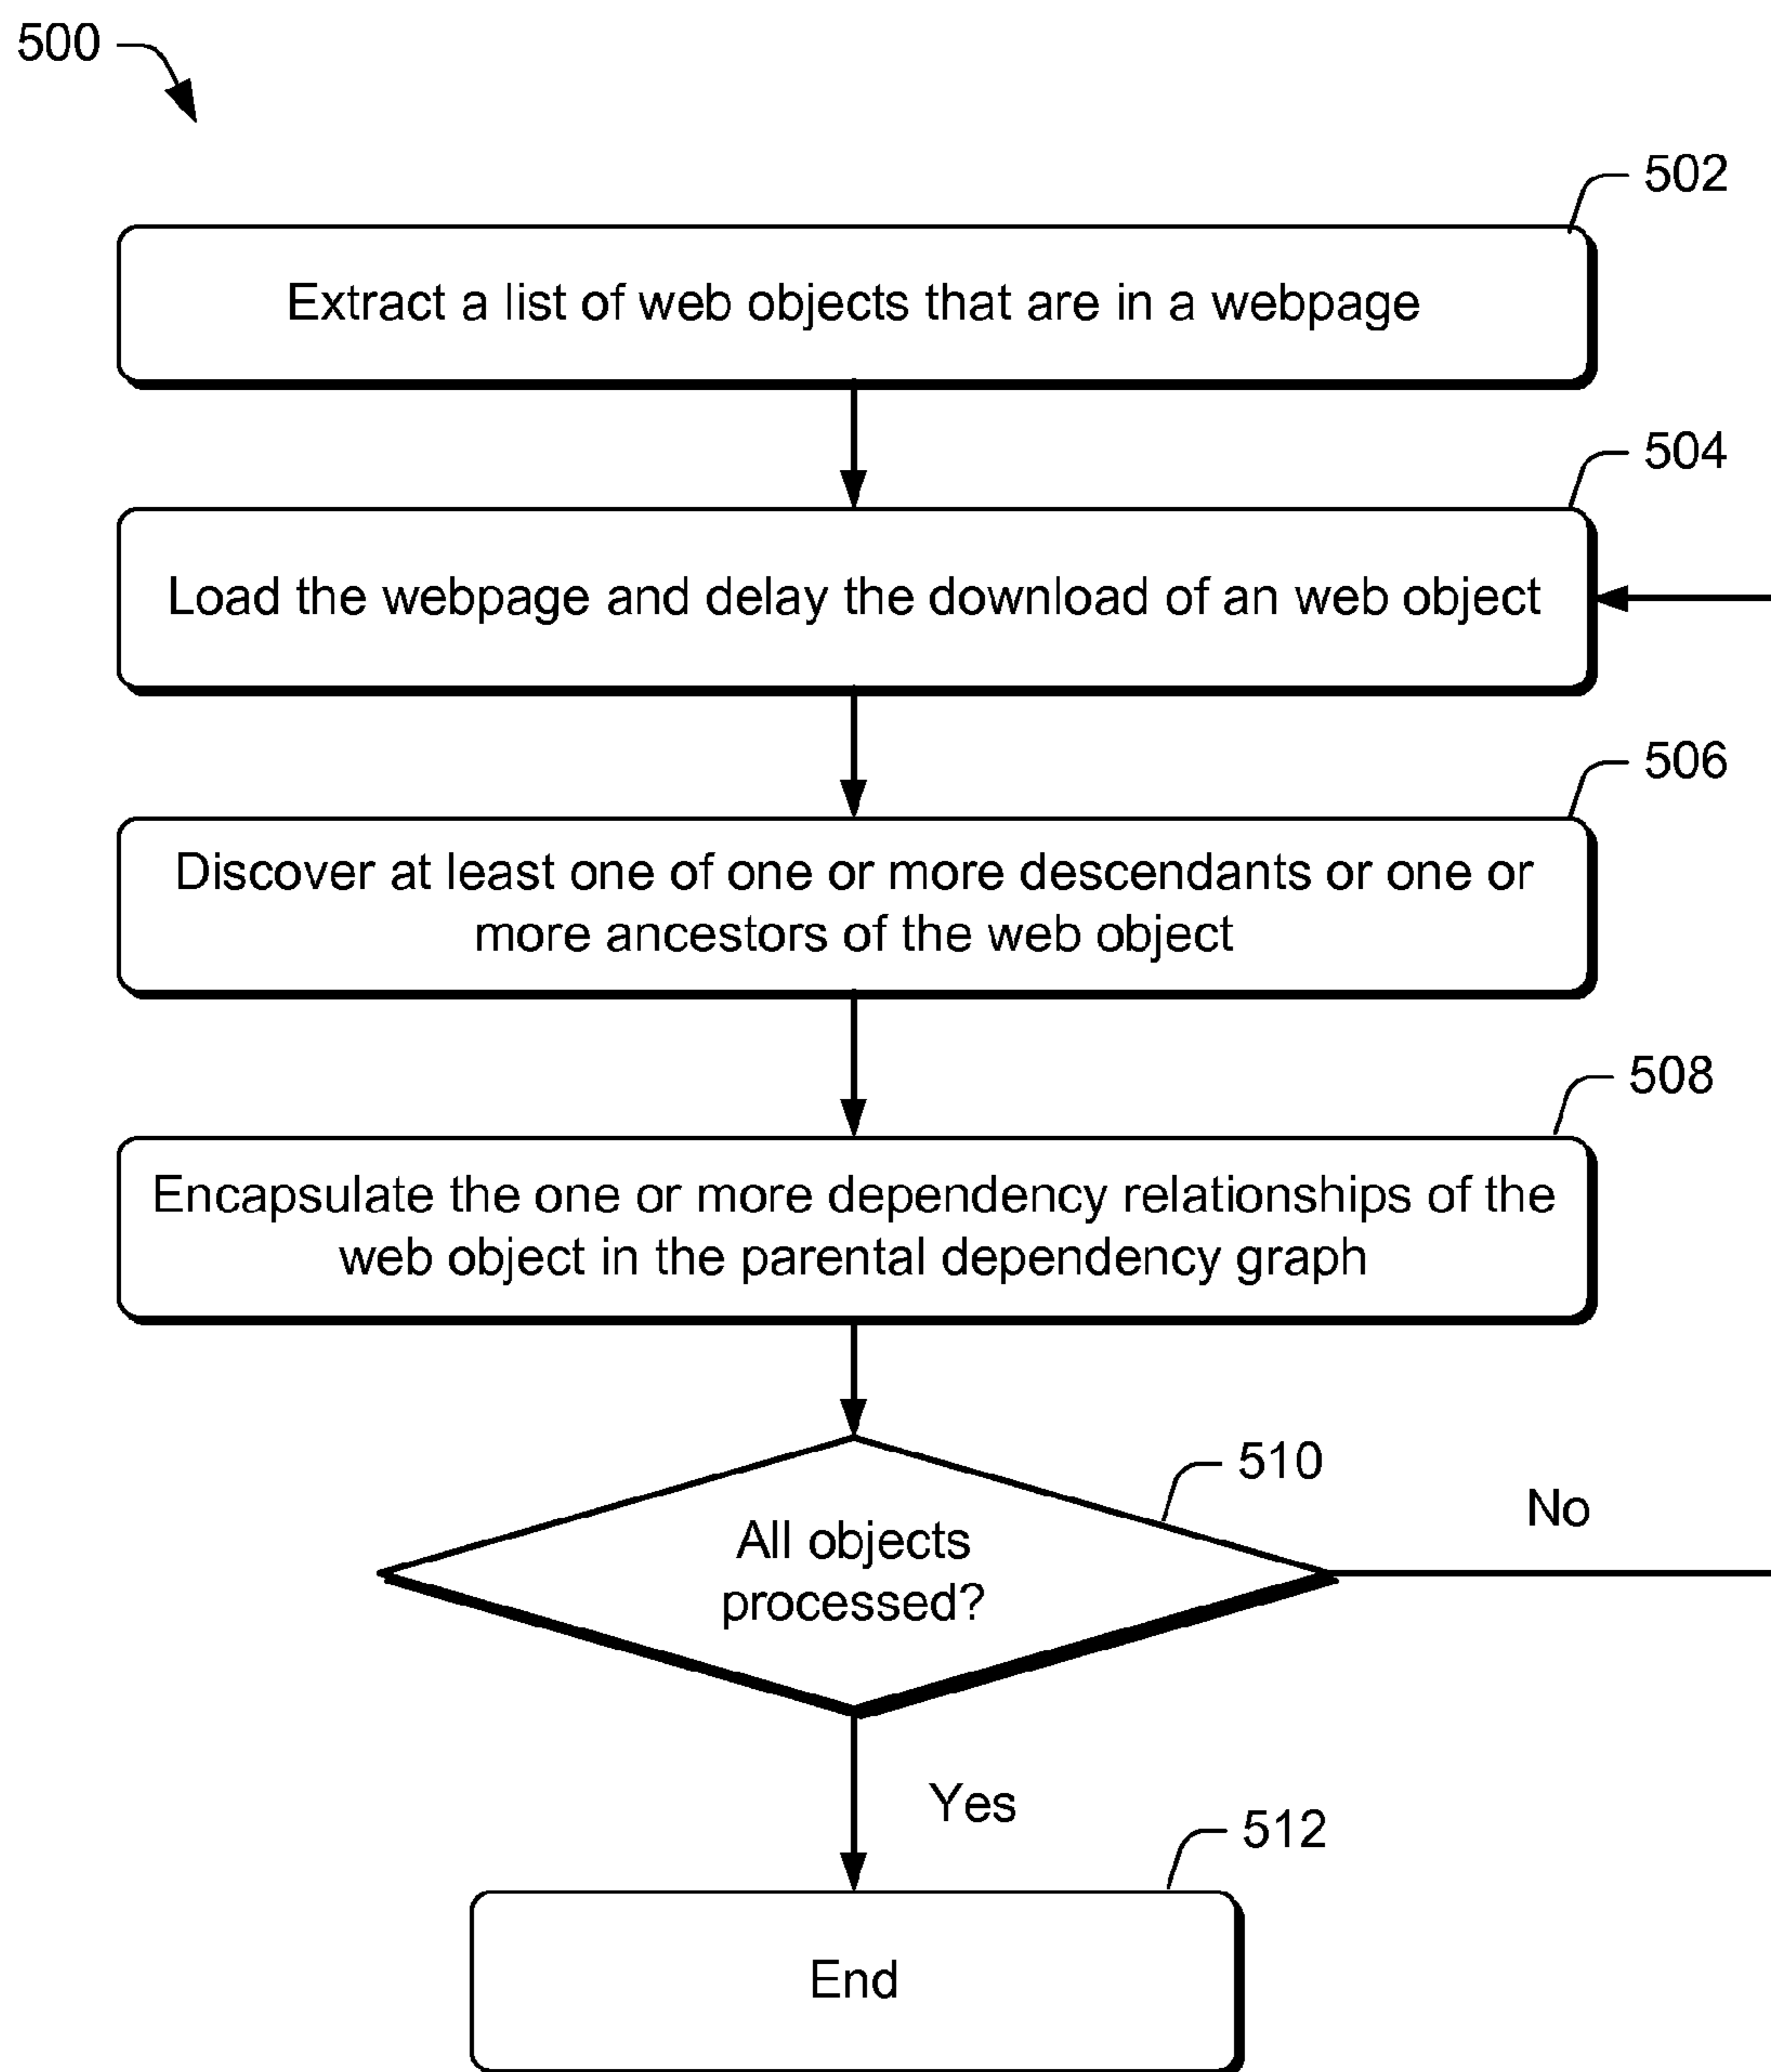 500
502
Extract a list of web objects that are in a webpage
504
Load the webpage and delay the download of an web object
506
Discover at least one of one or more descendants or one or
more ancestors of the web object
508
Encapsulate the one or more dependency relationships of the
web object in the parental dependency graph
510
All objects
processed?
No
Yes
512
End